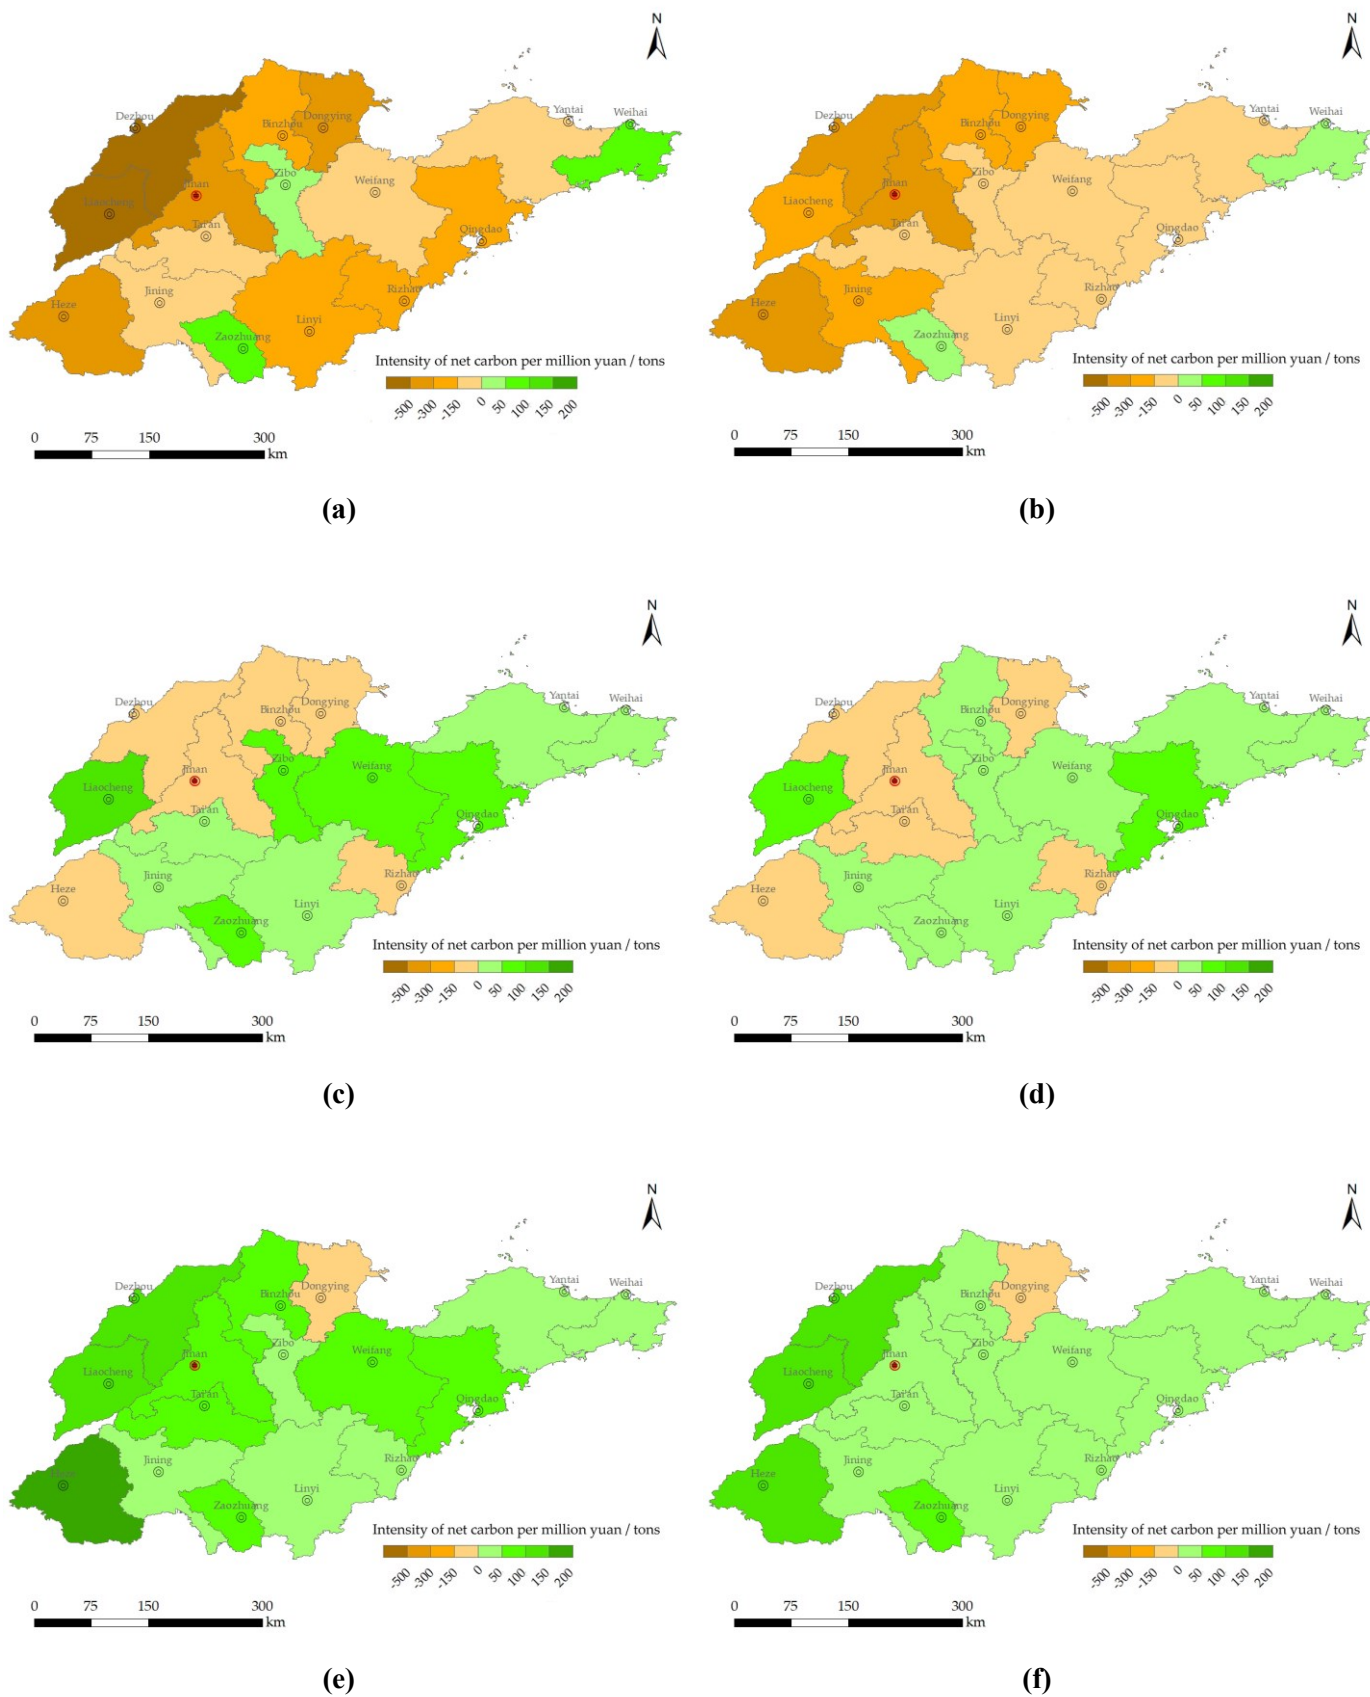 N
Dezhou
Binzhou
Dongying
Yantai
Weihai
Jinan
Zibo
Weifang
Liaocheng
Tai'an
Qingdao
Heze
Jining
Rizhao
Linyi
Zaozhuang
Intensity of net carbon per million yuan / tons
-500 -300 -150 0 50 100 150 200
0 75 150 300
km
(a)
N
Dezhou
Binzhou
Dongying
Yantai
Weihai
Jinan
Zibo
Weifang
Liaocheng
Tai'an
Qingdao
Heze
Jining
Rizhao
Linyi
Zaozhuang
Intensity of net carbon per million yuan / tons
-500 -300 -150 0 50 100 150 200
0 75 150 300
km
(b)
N
Dezhou
Binzhou
Dongying
Yantai
Weihai
Jinan
Zibo
Weifang
Liaocheng
Tai'an
Qingdao
Heze
Jining
Rizhao
Linyi
Zaozhuang
Intensity of net carbon per million yuan / tons
-500 -300 -150 0 50 100 150 200
0 75 150 300
km
(c)
N
Dezhou
Binzhou
Dongying
Yantai
Weihai
Jinan
Zibo
Weifang
Liaocheng
Tai'an
Qingdao
Heze
Jining
Rizhao
Linyi
Zaozhuang
Intensity of net carbon per million yuan / tons
-500 -300 -150 0 50 100 150 200
0 75 150 300
km
(d)
N
Dezhou
Binzhou
Dongying
Yantai
Weihai
Jinan
Zibo
Weifang
Liaocheng
Tai'an
Qingdao
Heze
Jining
Rizhao
Linyi
Zaozhuang
Intensity of net carbon per million yuan / tons
-500 -300 -150 0 50 100 150 200
0 75 150 300
km
(e)
N
Dezhou
Binzhou
Dongying
Yantai
Weihai
Jinan
Zibo
Weifang
Liaocheng
Tai'an
Qingdao
Heze
Jining
Rizhao
Linyi
Zaozhuang
Intensity of net carbon per million yuan / tons
-500 -300 -150 0 50 100 150 200
0 75 150 300
km
(f)